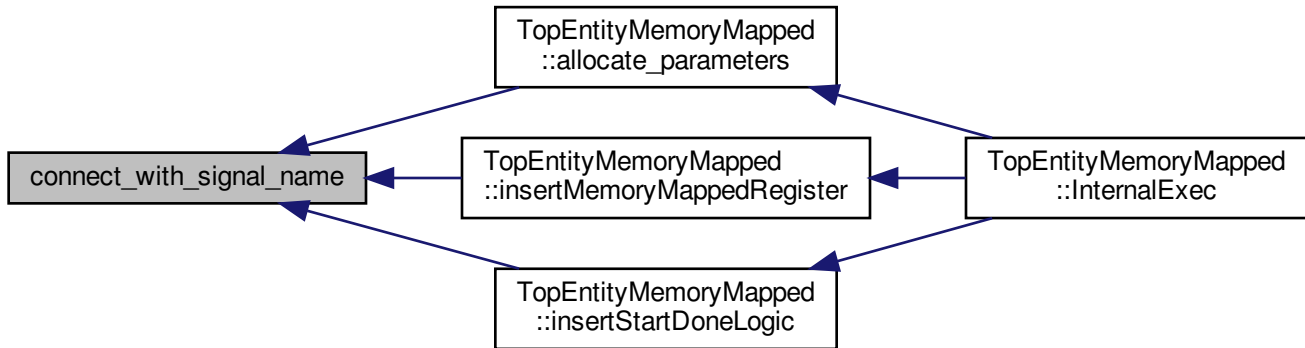 TopEntityMemoryMapped
::allocate_parameters
connect_with_signal_name
TopEntityMemoryMapped
::insertMemoryMappedRegister
TopEntityMemoryMapped
::InternalExec
TopEntityMemoryMapped
::insertStartDoneLogic